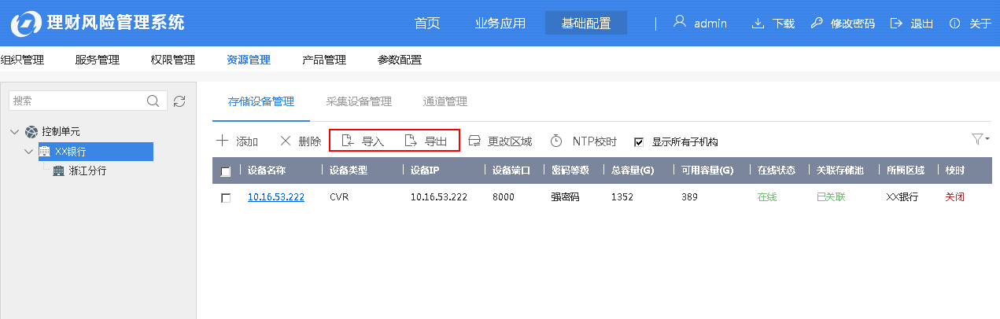 理财风险管理系统 首页 业务应用 基础配置 admin 下载 修改密码 退出 关于
组织管理 服务管理 权限管理 资源管理 产品管理 参数配置
搜索
控制单元
XX银行
浙江分行
存储设备管理 采集设备管理 通道管理
添加 删除 导入 导出 更改区域 NTP校时 显示所有子机构
设备名称 设备类型 设备IP 设备端口 密码等级 总容量(G) 可用容量(G) 在线状态 关联存储池 所属区域 校时
10.16.53.222 CVR 10.16.53.222 8000 强密码 1352 389 在线 已关联 XX银行 关闭